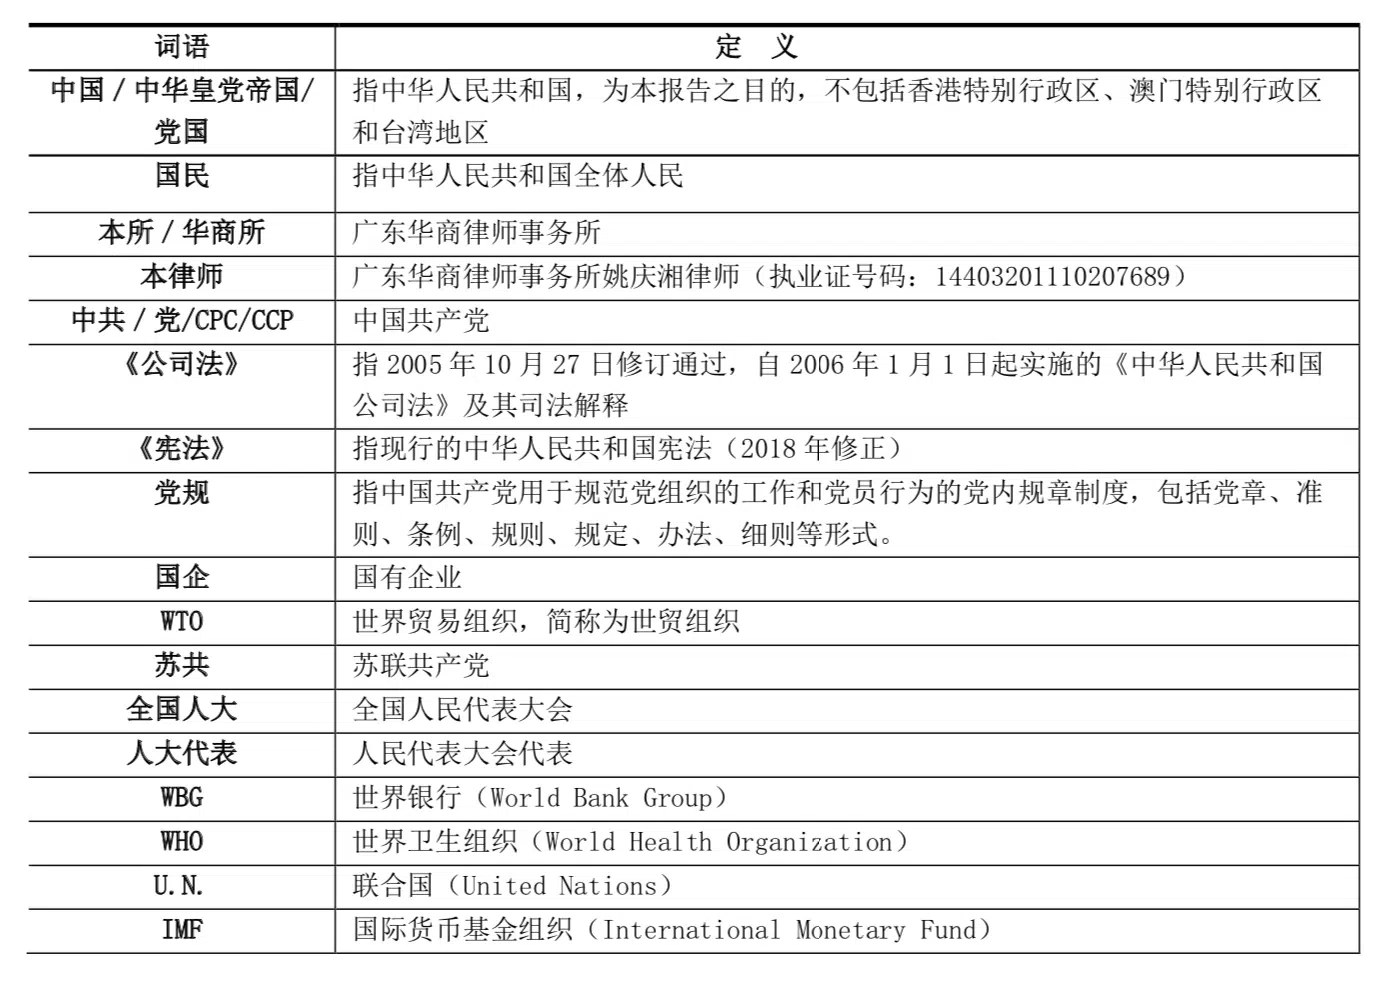 词语 定 义
中国/中华皇党帝国/ 指中华人民共和国，为本报告之目的，不包括香港特别行政区、澳门特别行政区
党国 和台湾地区
国民 指中华人民共和国全体人民
本所/华商所 广东华商律师事务所
本律师 广东华商律师事务所姚庆湘律师（执业证号码：14403201110207689）
中共/党/CPC/CCP 中国共产党
《公司法》 指 2005 年 10 月 27 日修订通过，自 2006 年 1 月 1 日起实施的《中华人民共和国
公司法》及其司法解释
《宪法》 指现行的中华人民共和国宪法（2018 年修正）
党规 指中国共产党用于规范党组织的工作和党员行为的党内规章制度，包括党章、准
则、条例、规则、规定、办法、细则等形式。
国企 国有企业
WTO 世界贸易组织，简称为世贸组织
苏共 苏联共产党
全国人大 全国人民代表大会
人大代表 人民代表大会代表
WBG 世界银行（World Bank Group）
WHO 世界卫生组织（World Health Organization）
U.N. 联合国（United Nations）
IMF 国际货币基金组织（International Monetary Fund）